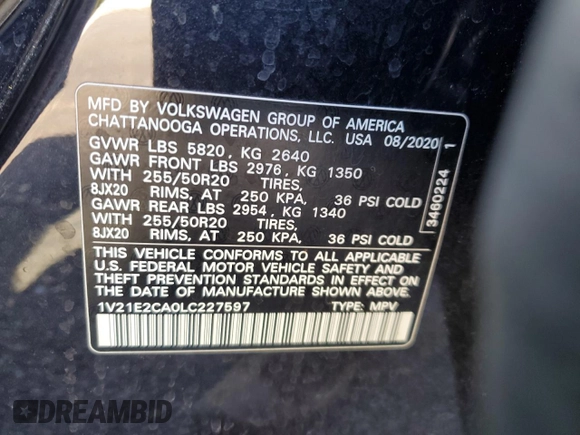 MFD BY VOLKSWAGEN GROUP OF AMERICA
CHATTANOOGA OPERATIONS, LLC. USA 08/2020
GVWR LBS 5820, KG 2640
GAWR FRONT LBS 2976, KG 1350
WITH 255/50R20 TIRES,
8JX20 RIMS, AT 250 KPA, 36 PSI COLD
GAWR REAR LBS 2954, KG 1340
WITH 255/50R20 TIRES,
8JX20 RIMS, AT 250 KPA, 36 PSI COLD
THIS VEHICLE CONFORMS TO ALL APPLICABLE
U.S. FEDERAL MOTOR VEHICLE SAFETY AND
THEFT PREVENTION STANDARDS IN EFFECT ON
THE DATE OF MANUFACTURE SHOWN ABOVE.
1V21E2CA0LC227597 TYPE: MPV
3460224 1
DREAMBID